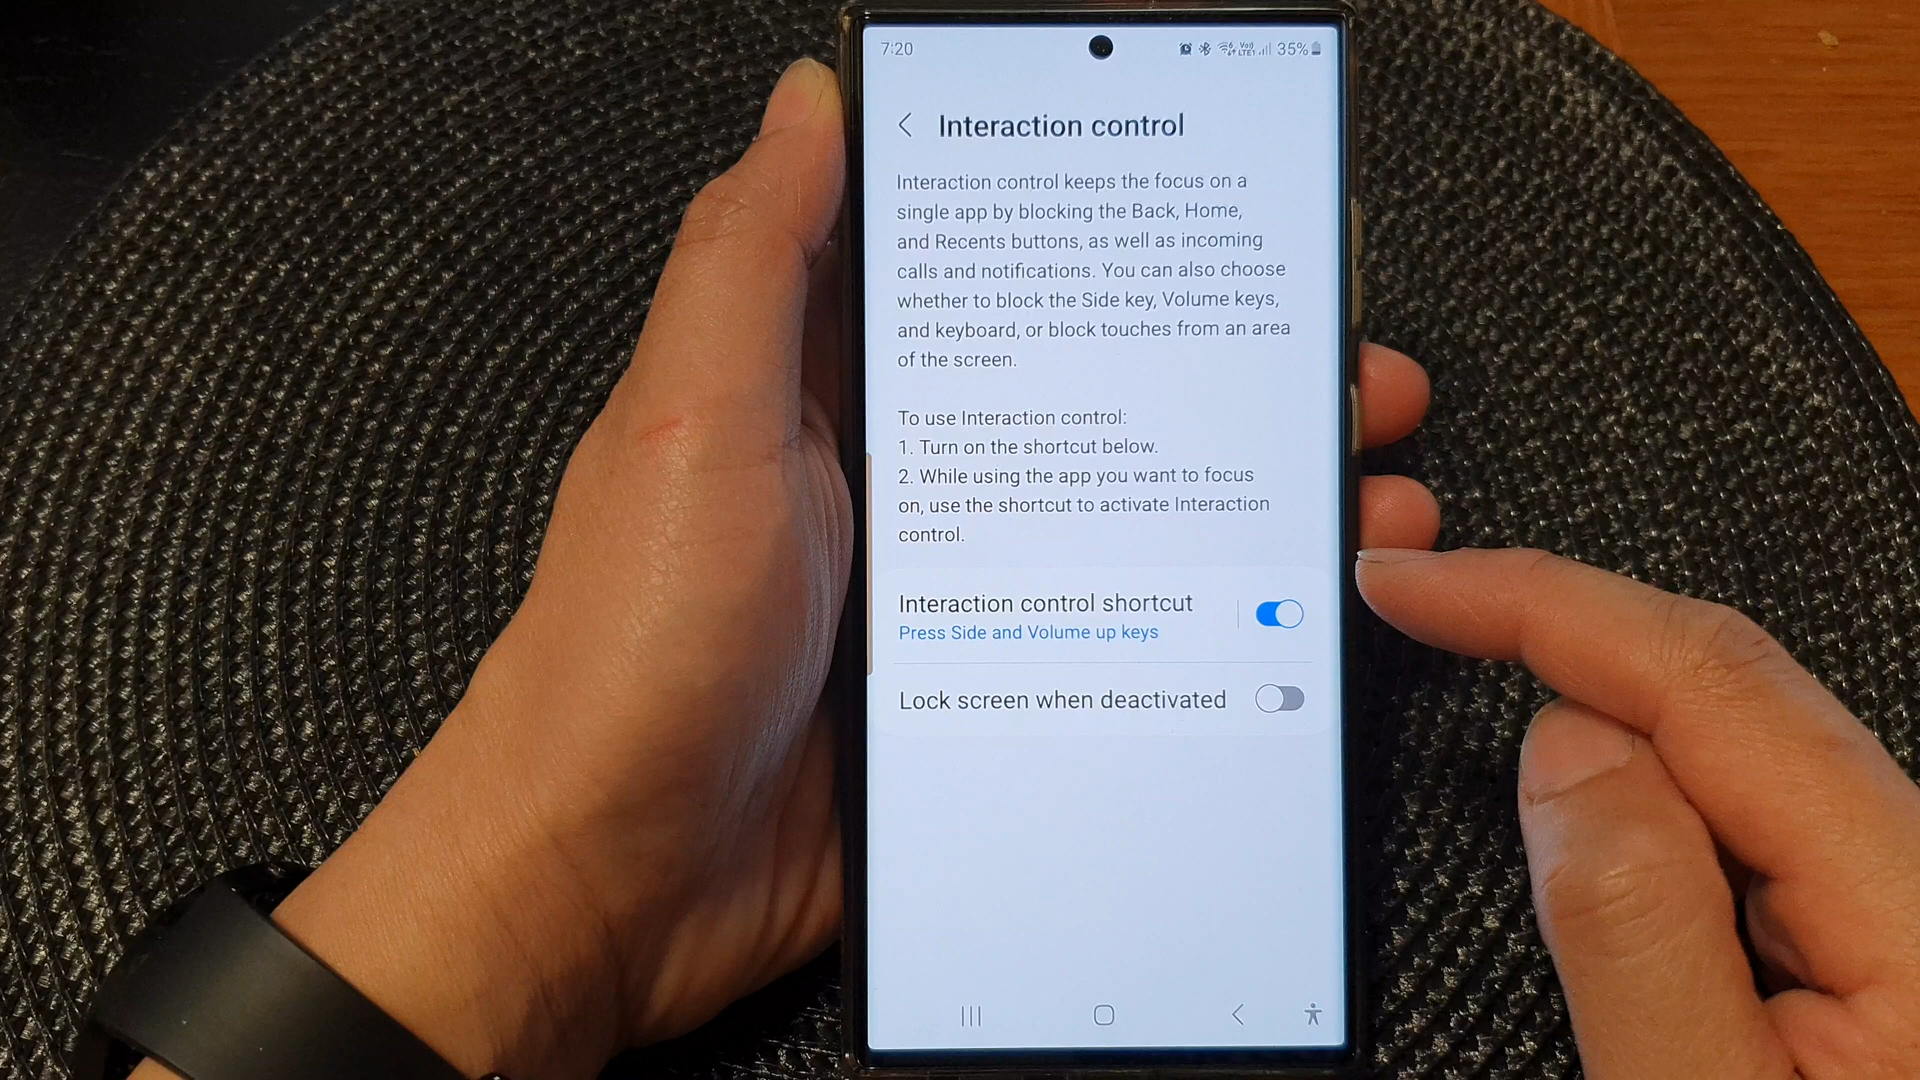 7:20
35%
Interaction control
Interaction control keeps the focus on a
single app by blocking the Back, Home,
and Recents buttons, as well as incoming
calls and notifications. You can also choose
whether to block the Side key, Volume keys,
and keyboard, or block touches from an area
of the screen.
To use Interaction control:
1. Turn on the shortcut below.
2. While using the app you want to focus
on, use the shortcut to activate Interaction
control.
Interaction control shortcut
Press Side and Volume up keys
Lock screen when deactivated